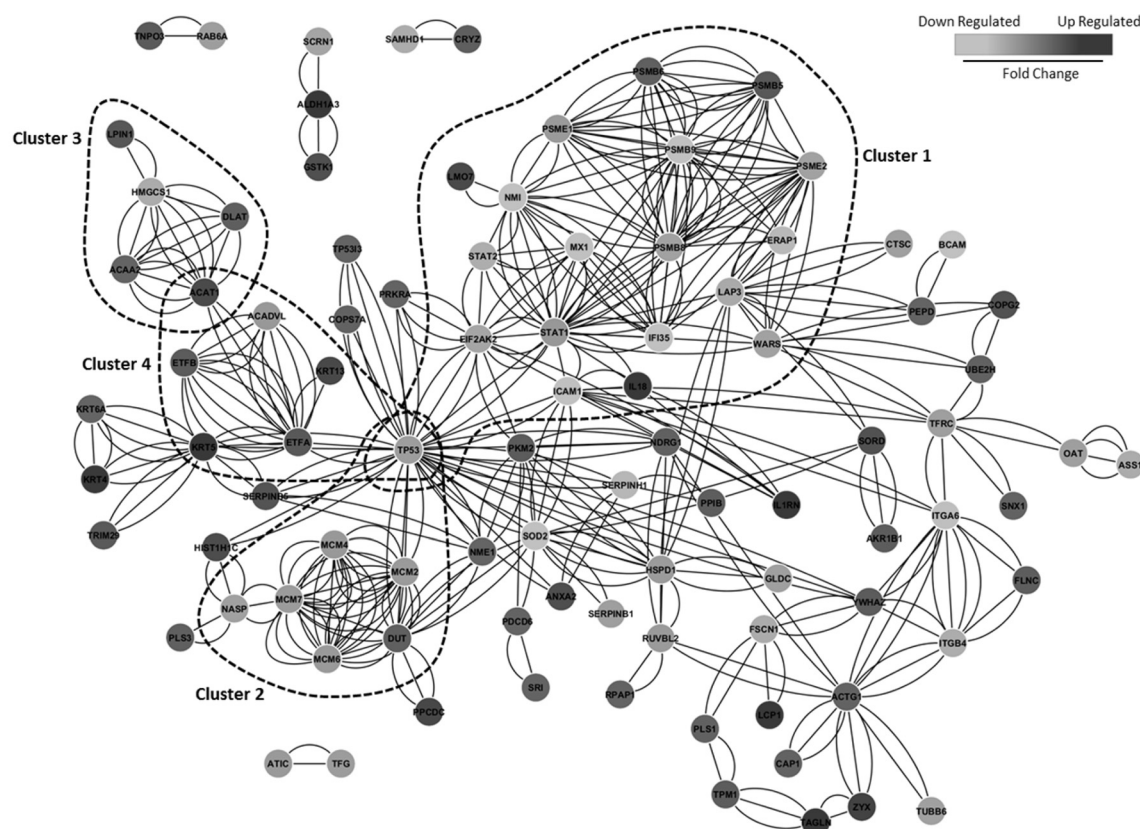 Down Regulated Up Regulated
Fold Change
TNPO3 RAB6A
SCRN1
SAMHD1 CRYZ
ALDH1A3
GSTK1
Cluster 3
LPIN1
HMGCS1
DLAT
ACAA2
ACAT1
Cluster 1
PSMB6
PSMB5
PSME1
PSMB9
PSME2
LMO7
NMI
STAT2
MX1
PSMB8
ERAP1
LAP3
CTSC
BCAM
TP53I3
PRKRA
COPS7A
EIF2AK2
STAT1
IFI35
WARS
PEPD
COPG2
UBE2H
Cluster 4
ACADVL
ETFB
KRT13
ICAM1
IL18
KRT6A
KRT5
ETFA
TP53
PKM2
NDRG1
SORD
TFRC
OAT
ASS1
KRT4
SERPINB5
SERPINH1
PPIB
IL1RN
SNX1
TRIM29
HIST1H1C
MCM4
MCM2
NME1
SOD2
HSPD1
GLDC
AKR1B1
ITGA6
MCM7
NASP
ANXA2
SERPINB1
YWHAZ
FLNC
PLS3
MCM6
DUT
PDCD6
RUVBL2
FSCN1
ITGB4
Cluster 2
PPCDC
SRI
RPAP1
LCP1
ACTG1
PLS1
CAP1
ATIC TFG
TPM1
TAGLN
ZYX
TUBB6